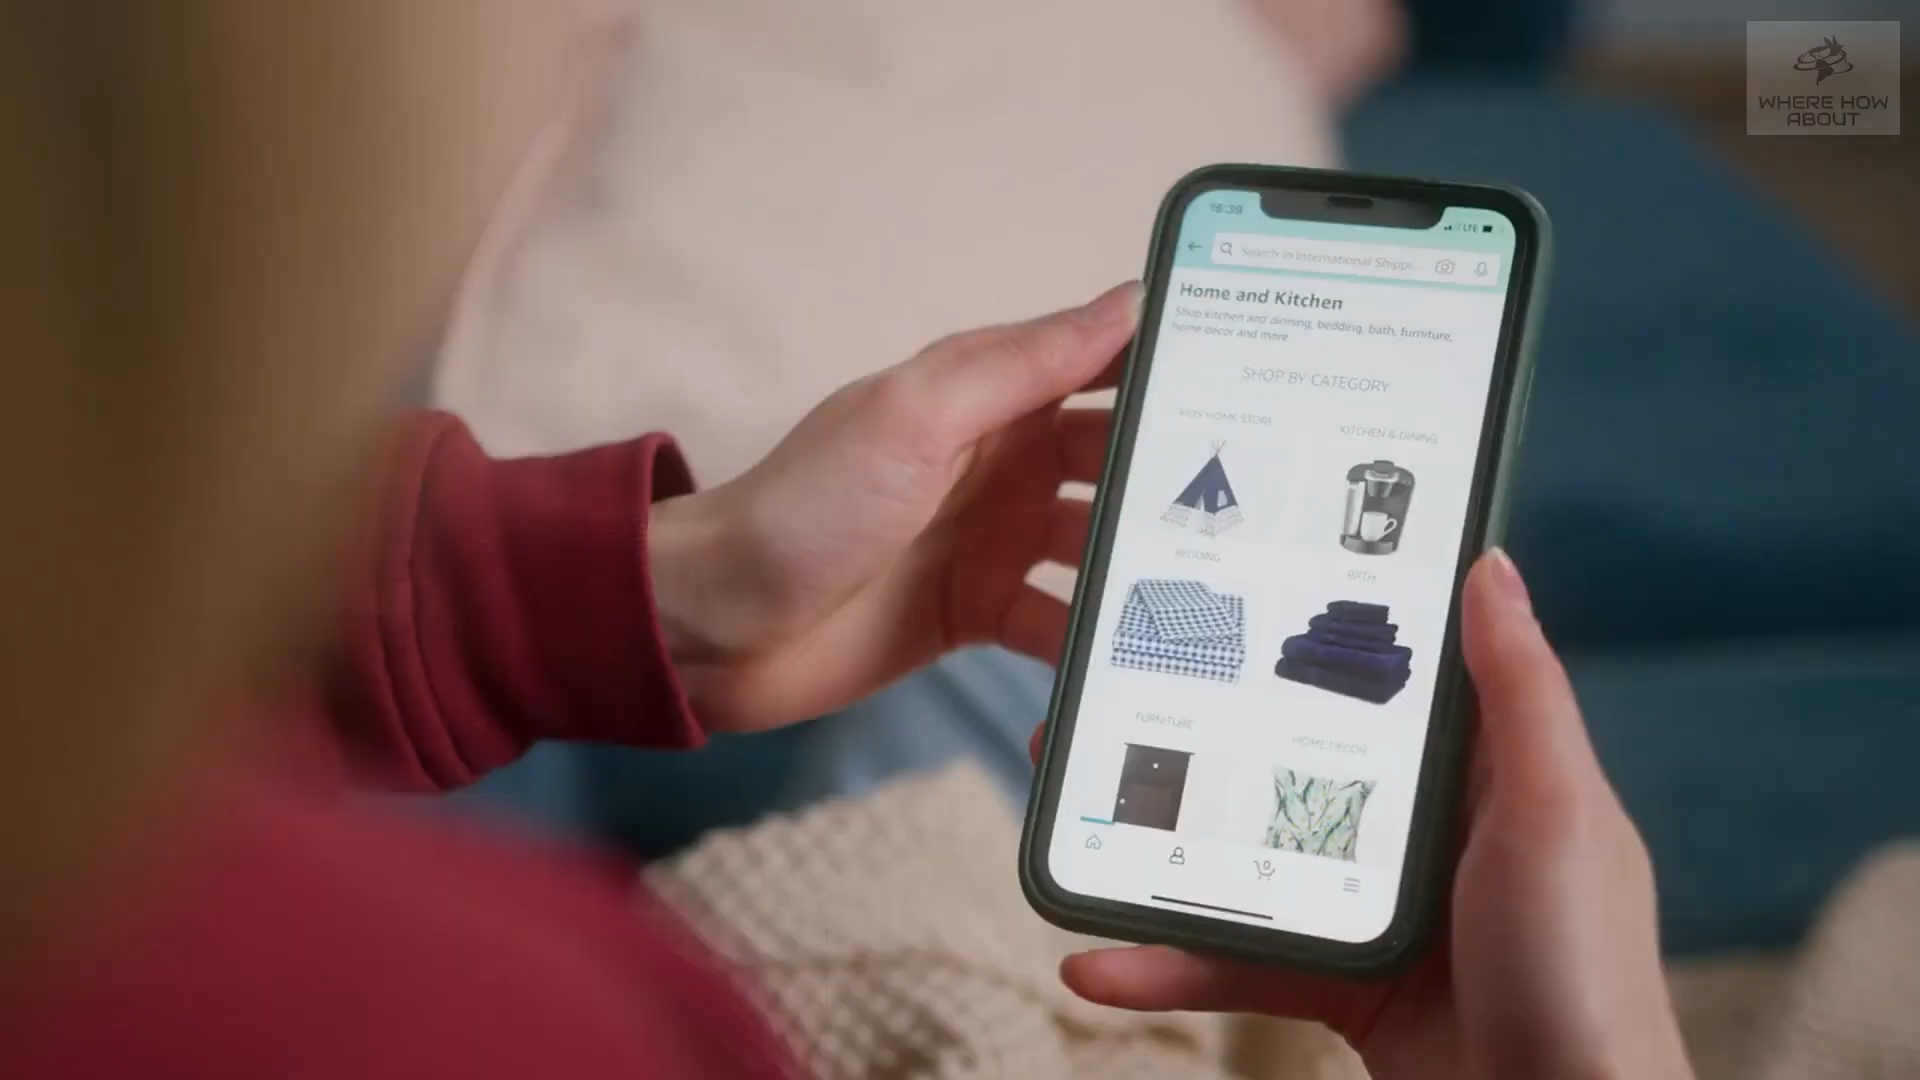 WHERE HOW
ABOUT
16:39
LTE
Search in International Shippi
Home and Kitchen
Shop kitchen and dinning, bedding, bath, furniture,
home decor and more
SHOP BY CATEGORY
KIDS HOME STORE
KITCHEN & DINING
BEDDING
BATH
FURNITURE
HOME DECOR
0